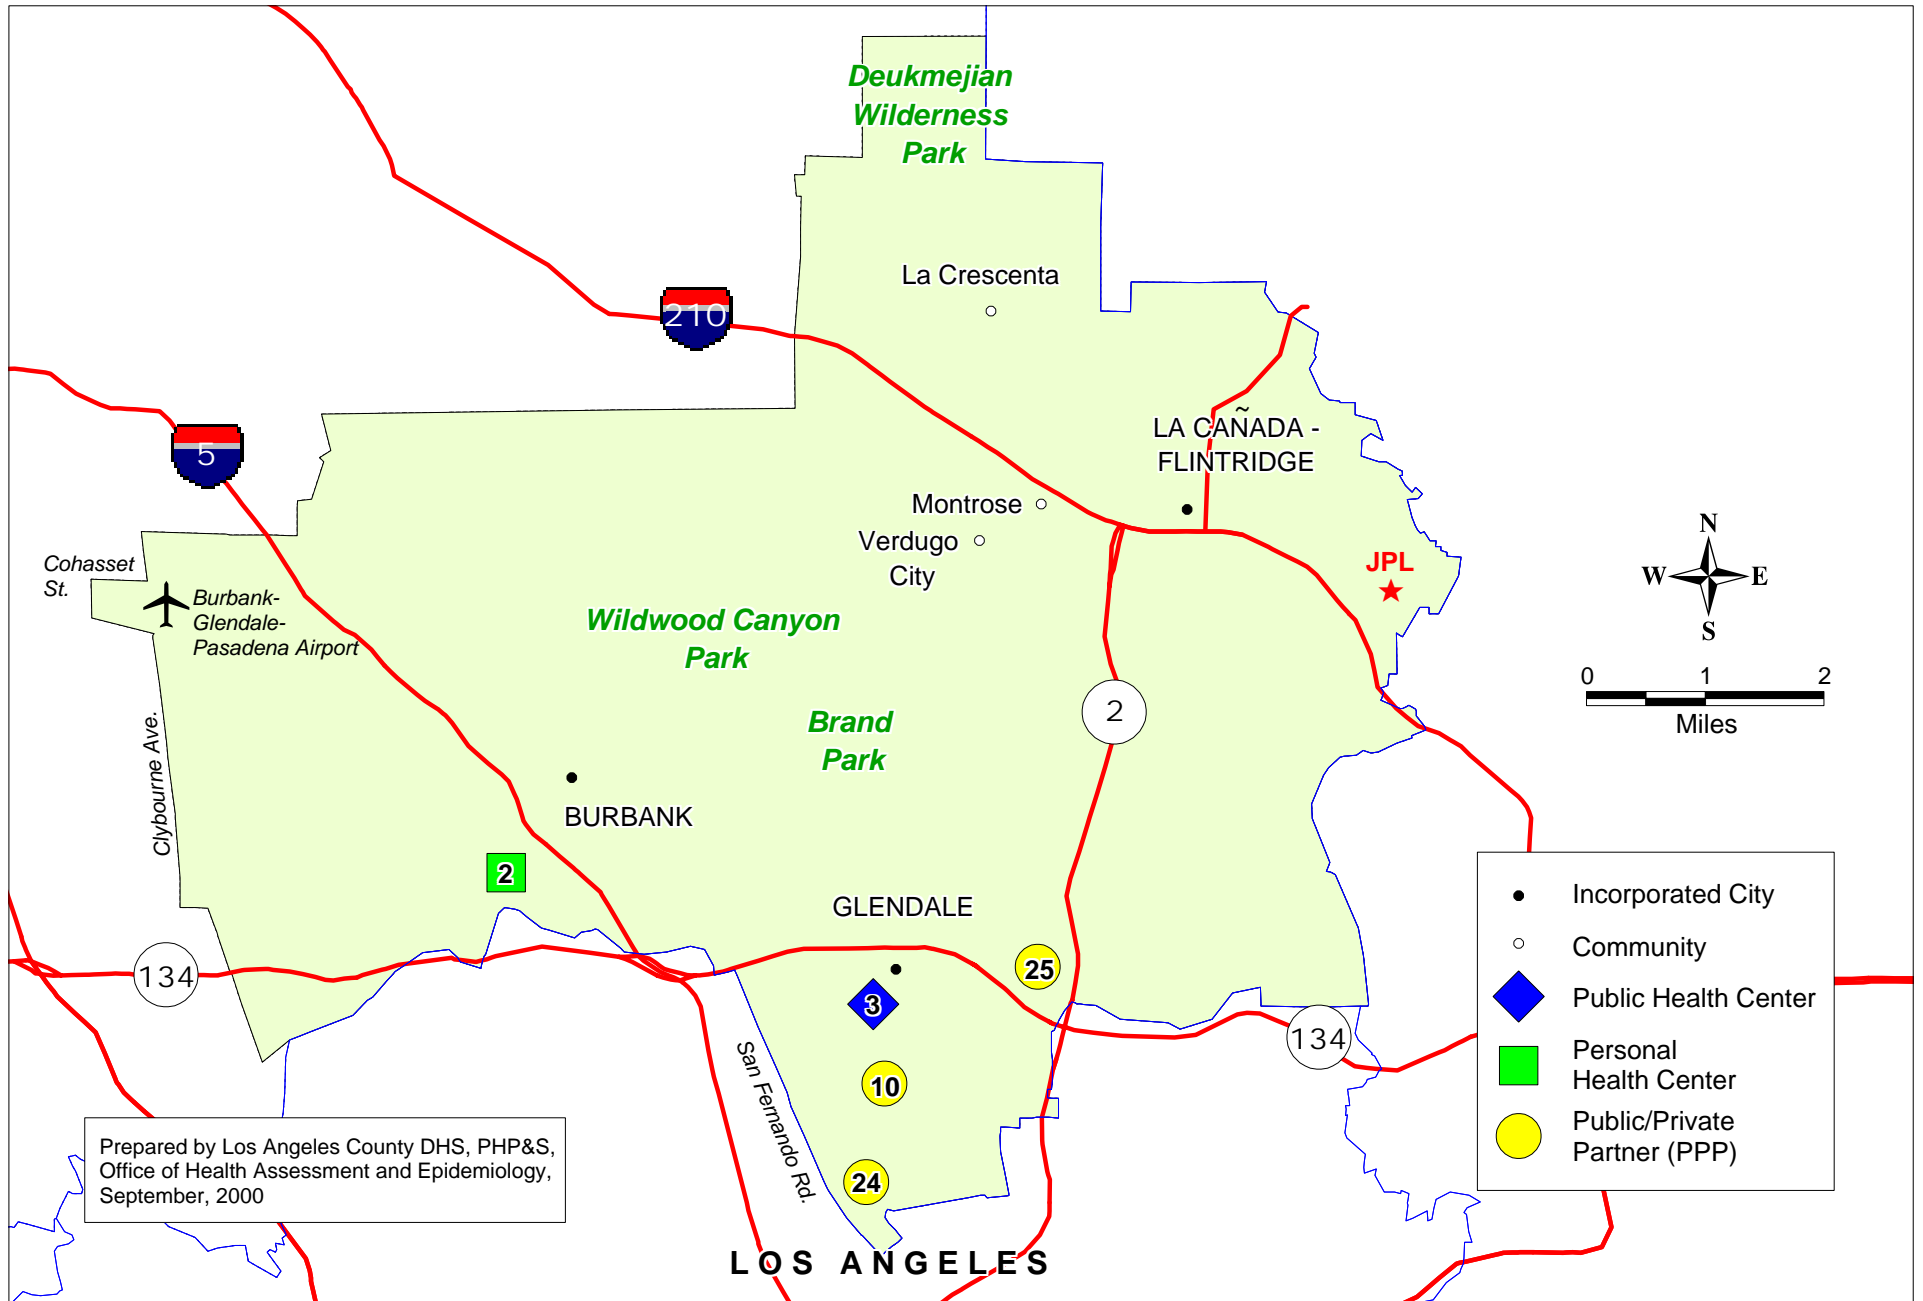 Deukmejian
Wilderness
Park
La Crescenta
210
LA CAÑADA -
FLINTRIDGE
5
Montrose
Verdugo
City
Cohasset
St.
JPL
N
W E
S
Burbank-
Glendale-
Pasadena Airport
Wildwood Canyon
Park
0 1 2
Miles
2
Brand
Park
Clybourne Ave.
BURBANK
2
GLENDALE
Incorporated City
Community
Public Health Center
Personal
Health Center
Public/Private
Partner (PPP)
134
25
3
134
San Fernando Rd.
10
24
Prepared by Los Angeles County DHS, PHP&S,
Office of Health Assessment and Epidemiology,
September, 2000
LOS ANGELES